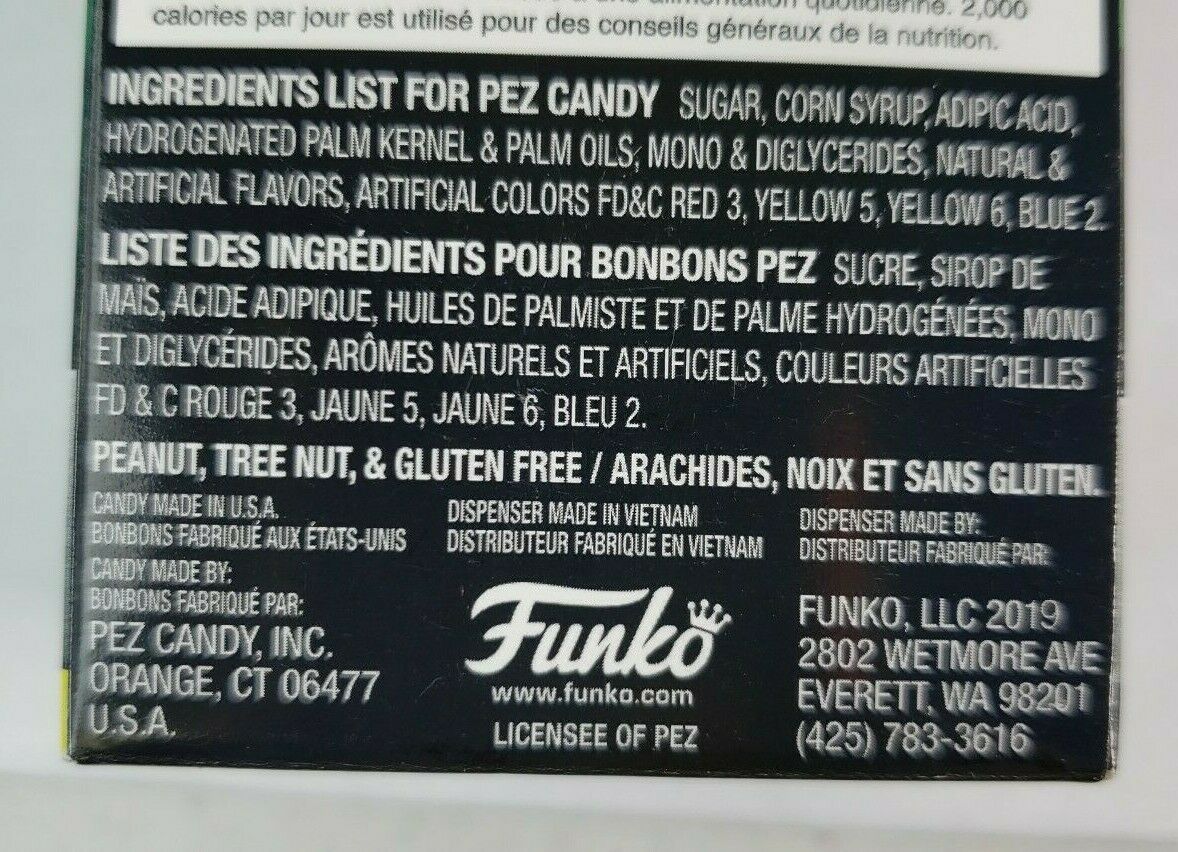 alimentation quotidienne. 2,000
calories par jour est utilisé pour des conseils généraux de la nutrition.
INGREDIENTS LIST FOR PEZ CANDY SUGAR, CORN SYRUP, ADIPIC ACID,
HYDROGENATED PALM KERNEL & PALM OILS, MONO & DIGLYCERIDES, NATURAL &
ARTIFICIAL FLAVORS, ARTIFICIAL COLORS FD&C RED 3, YELLOW 5, YELLOW 6, BLUE 2.
LISTE DES INGRÉDIENTS POUR BONBONS PEZ SUCRE, SIROP DE
MAÏS, ACIDE ADIPIQUE, HUILES DE PALMISTE ET DE PALME HYDROGÉNÉES, MONO
ET DIGLYCÉRIDES, ARÔMES NATURELS ET ARTIFICIELS, COULEURS ARTIFICIELLES
FD & C ROUGE 3, JAUNE 5, JAUNE 6, BLEU 2.
PEANUT, TREE NUT, & GLUTEN FREE / ARACHIDES, NOIX ET SANS GLUTEN.
CANDY MADE IN U.S.A.
BONBONS FABRIQUÉ AUX ÉTATS-UNIS
CANDY MADE BY:
BONBONS FABRIQUÉ PAR:
PEZ CANDY, INC.
ORANGE, CT 06477
U.S.A.
DISPENSER MADE IN VIETNAM
DISTRIBUTEUR FABRIQUÉ EN VIETNAM
Funko
www.funko.com
LICENSEE OF PEZ
DISPENSER MADE BY:
DISTRIBUTEUR FABRIQUÉ PAR:
FUNKO, LLC 2019
2802 WETMORE AVE
EVERETT, WA 98201
(425) 783-3616